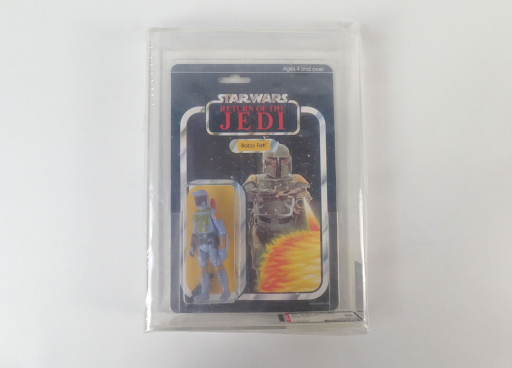 Ages 4 and over
STAR WARS
RETURN OF THE
JEDI
Boba Fett